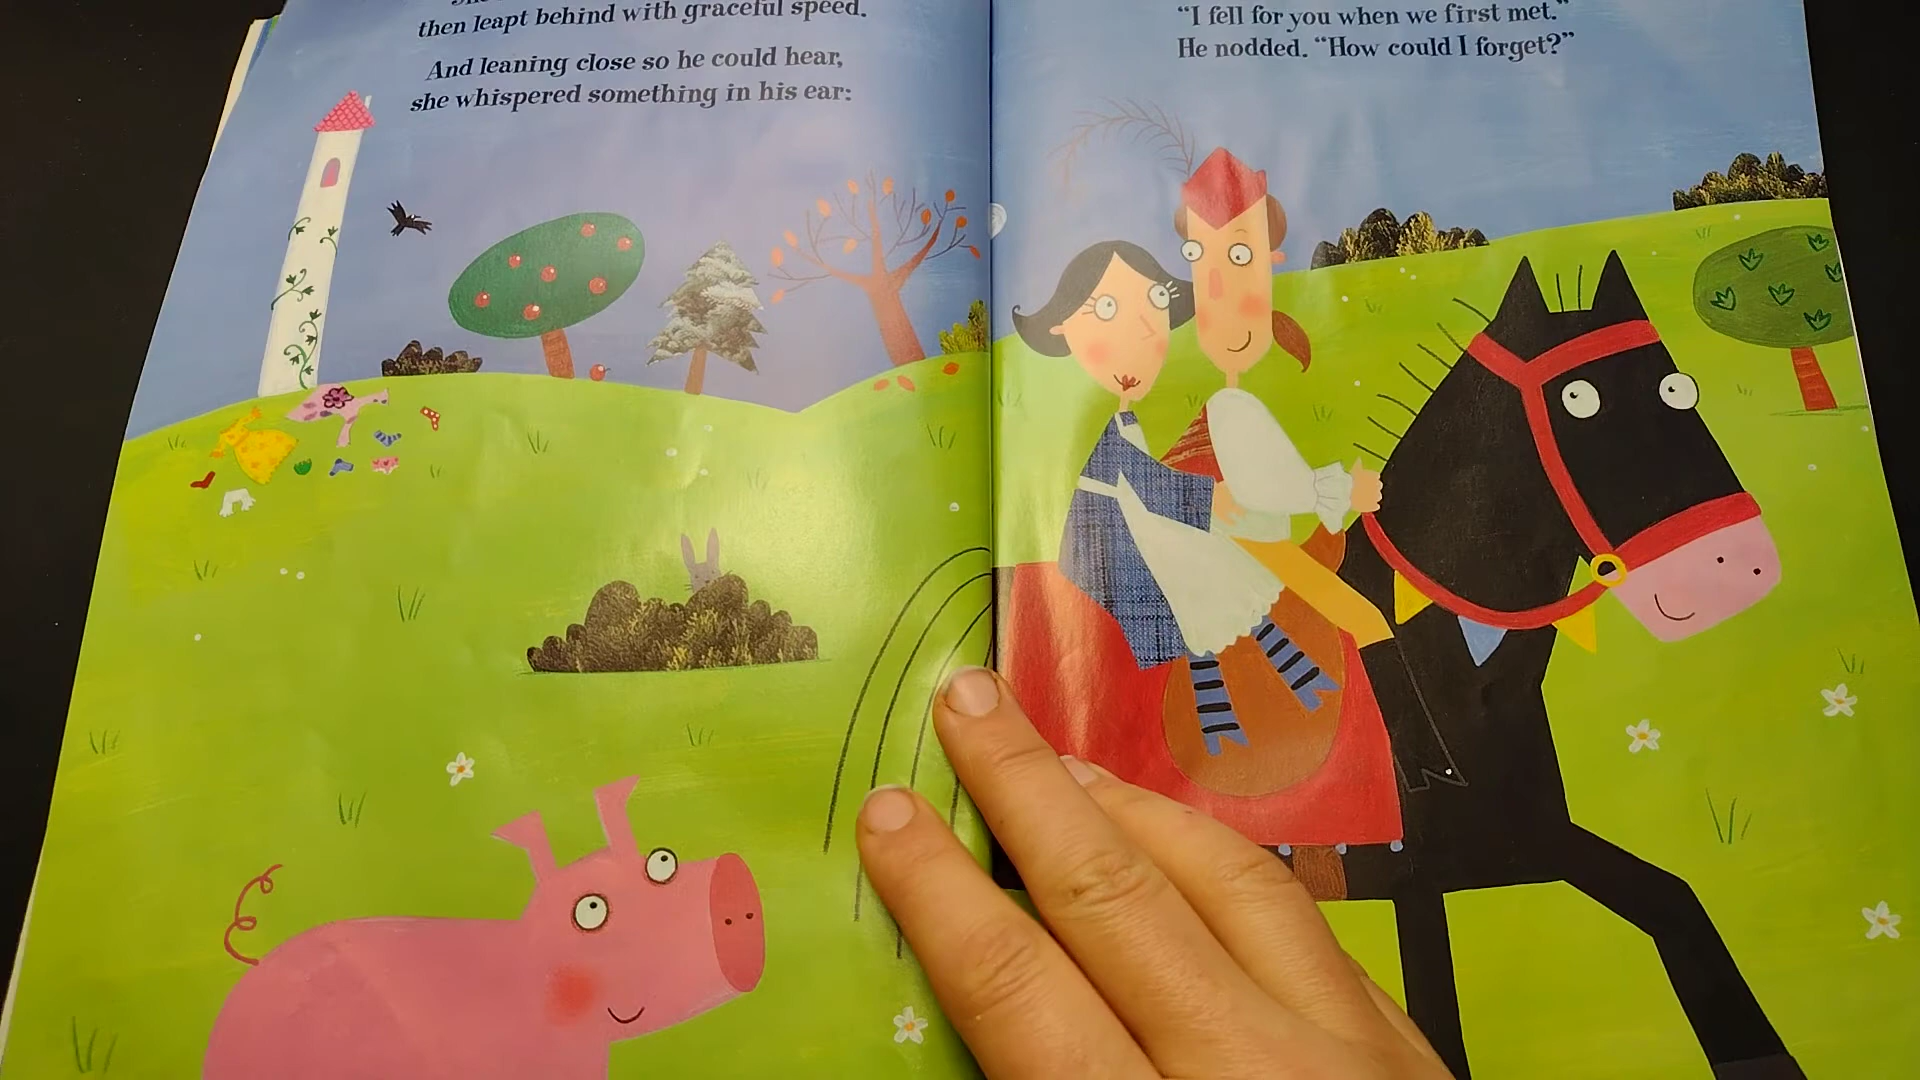 then leapt behind with graceful speed.
And leaning close so he could hear,
she whispered something in his ear:
"I fell for you when we first met."
He nodded. "How could I forget?"